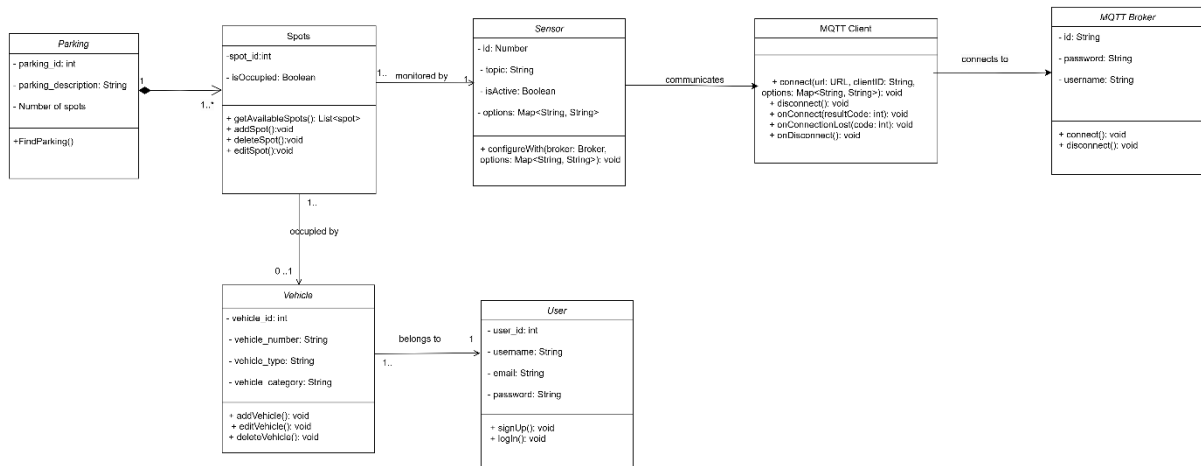 Parking
- parking_id: int
- parking_description: String
- Number of spots
+FindParking()
1
1..*
Spots
-spot_id:int
- isOccupied: Boolean
+ getAvailableSpots(): List<spot>
+ addSpot():void
+ deleteSpot():void
+ editSpot():void
1..
monitored by
1
Sensor
- id: Number
- topic: String
- isActive: Boolean
- options: Map<String, String>
+ configureWith(broker: Broker,
options: Map<String, String>): void
communicates
MQTT Client
+ connect(url: URL, clientID: String,
options: Map<String, String>): void
+ disconnect(): void
+ onConnect(resultCode: int): void
+ onConnectionLost(code: int): void
+ onDisconnect(): void
connects to
MQTT Broker
- id: String
- password: String
- username: String
+ connect(): void
+ disconnect(): void
1..
occupied by
0 ..1
Vehicle
- vehicle_id: int
- vehicle_number: String
- vehicle_type: String
- vehicle_category: String
+ addVehicle(): void
+ editVehicle(): void
+ deleteVehicle(): void
belongs to
1
1..
User
- user_id: int
- username: String
- email: String
- password: String
+ signUp(): void
+ logIn(): void